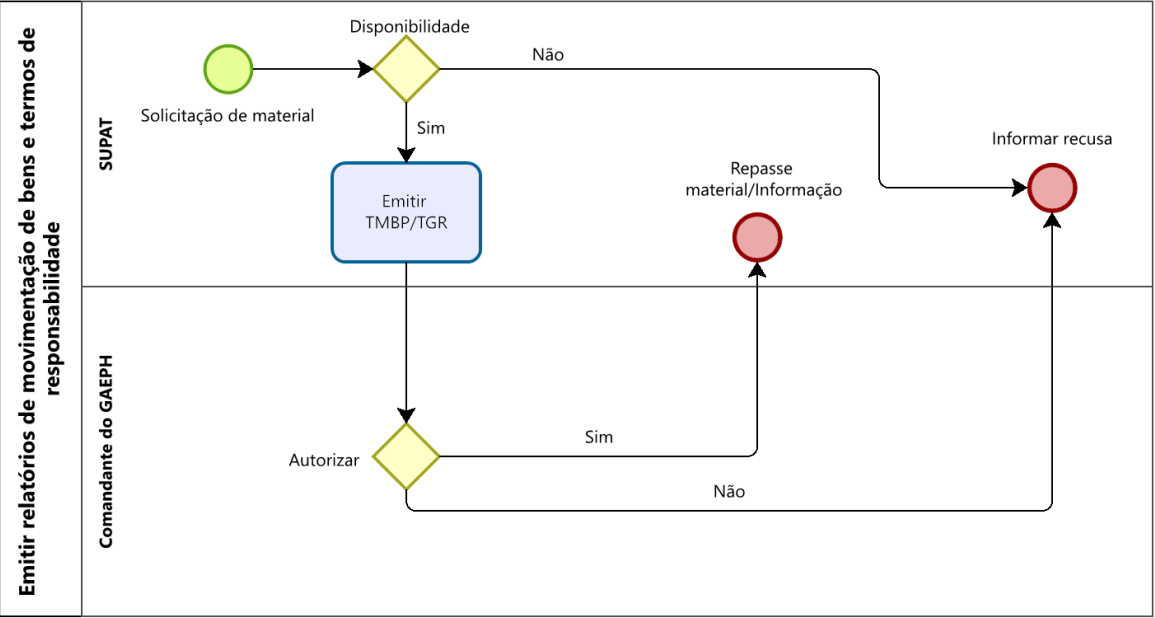 Emitir relatórios de movimentação de bens e termos de
responsabilidade
SUPAT
Disponibilidade
Não
Solicitação de material
Sim
Informar recusa
Repasse
material/Informação
Emitir
TMBP/TGR
Comandante do GAEPH
Autorizar
Sim
Não